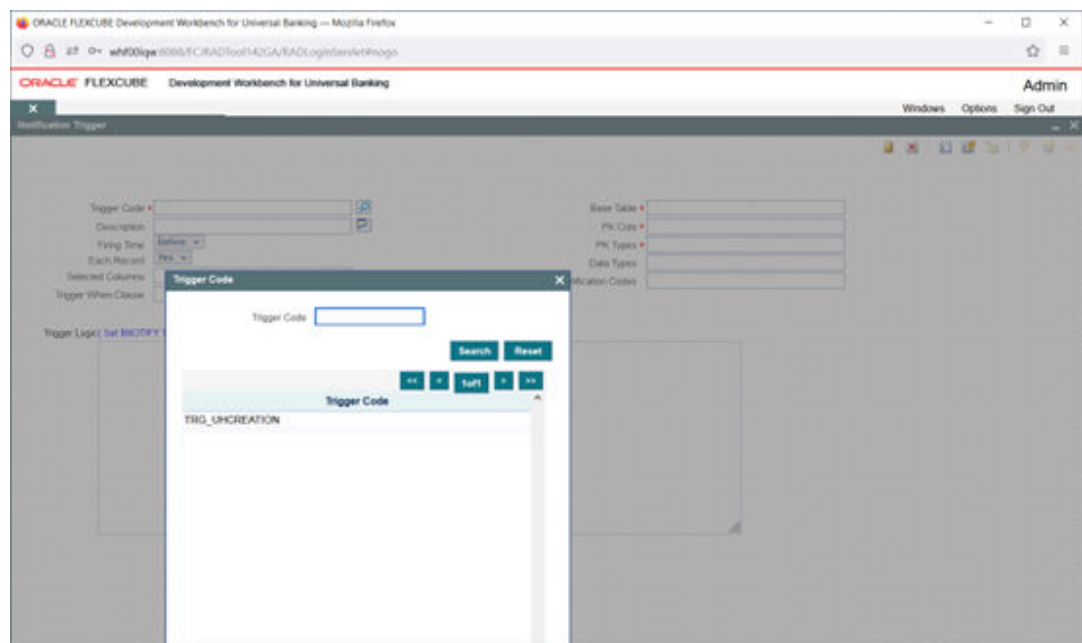 ORACLE FLEXCUBE Development Workbench for Universal Banking — Mozilla Firefox
ORACLE FLEXCUBE Development Workbench for Universal Banking
Admin
Windows Options Sign Out
Notification Trigger
Trigger Code *
Base Table *
Description
PK Cols *
Firing Time Before
PK Types *
Each Record Yes
Data Types
Selected Columns
Codes
Trigger When Clause
Trigger Logic( Set
Trigger Code
Trigger Code
Search Reset
<< < 1of1 > >>
Trigger Code
TRG_UHCREATION